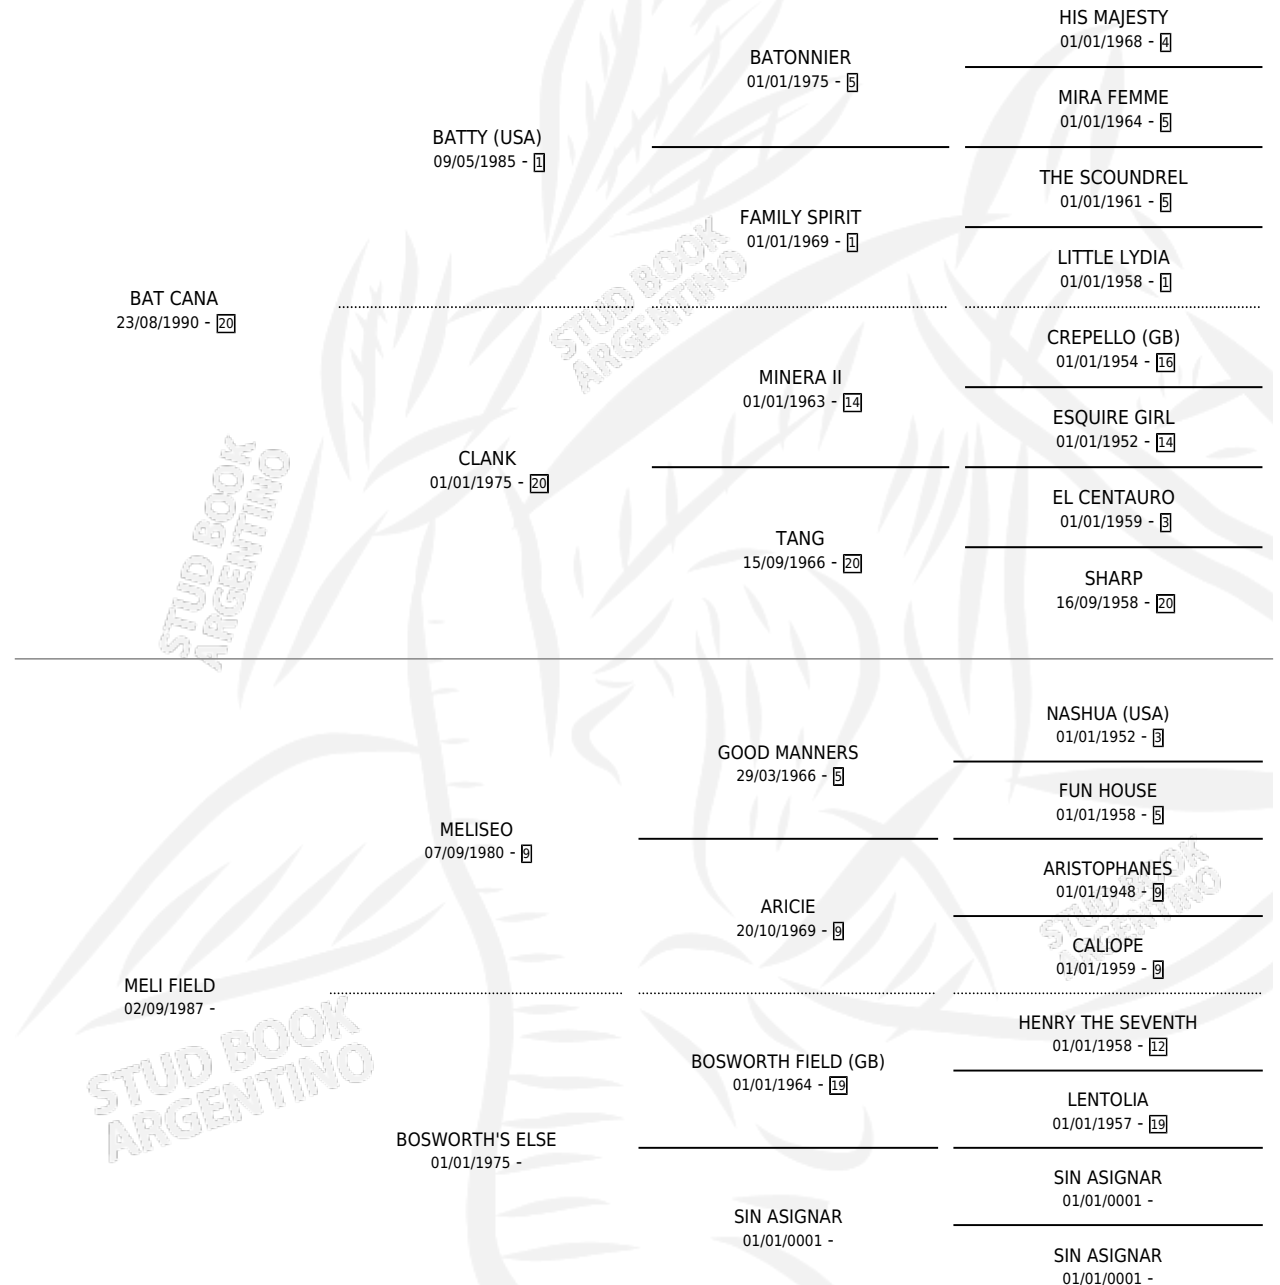 HIS MAJESTY
01/01/1968 - 4
BATONNIER
01/01/1975 - 5
MIRA FEMME
01/01/1964 - 5
BATTY (USA)
09/05/1985 - 1
THE SCOUNDREL
01/01/1961 - 5
FAMILY SPIRIT
01/01/1969 - 1
LITTLE LYDIA
01/01/1958 - 1
BAT CANA
23/08/1990 - 20
STUD BOOK
ARGENTINO
CREPELLO (GB)
01/01/1954 - 16
MINERA II
01/01/1963 - 14
ESQUIRE GIRL
01/01/1952 - 14
CLANK
01/01/1975 - 20
EL CENTAURO
01/01/1959 - 3
TANG
15/09/1966 - 20
SHARP
16/09/1958 - 20
STUD BOOK
ARGENTINO
NASHUA (USA)
01/01/1952 - 3
GOOD MANNERS
29/03/1966 - 5
FUN HOUSE
01/01/1958 - 5
MELISEO
07/09/1980 - 9
ARISTOPHANES
01/01/1948 - 9
STUD BOOK
ARGENTINO
ARICIE
20/10/1969 - 9
CALIOPE
01/01/1959 - 9
MELI FIELD
02/09/1987 -
STUD BOOK
ARGENTINO
HENRY THE SEVENTH
01/01/1958 - 12
BOSWORTH FIELD (GB)
01/01/1964 - 19
LENTOLIA
01/01/1957 - 19
BOSWORTH'S ELSE
01/01/1975 -
SIN ASIGNAR
01/01/0001 -
SIN ASIGNAR
01/01/0001 -
SIN ASIGNAR
01/01/0001 -